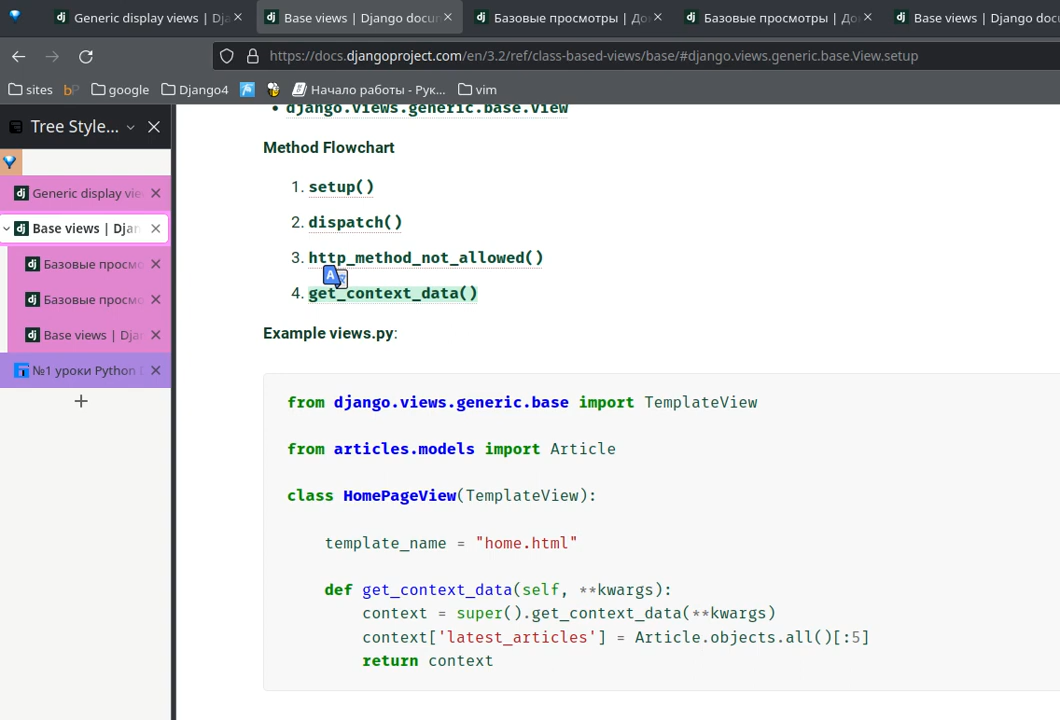 Generic display views | Dj
Base views | Django docu
Базовые просмотры | До
Базовые просмотры | До
Base views | Django doc
https://docs.djangoproject.com/en/3.2/ref/class-based-views/base/#django.views.generic.base.View.setup
sites
bP
google
Django4
Начало работы - Рук...
vim
Tree Style...
Generic display vie
Base views | Djan
Базовые просмо
Базовые просмо
Base views | Djan
№1 уроки Python
django.views.generic.base.View
Method Flowchart
1. setup()
2. dispatch()
3. http_method_not_allowed()
4. get_context_data()
Example views.py:
from django.views.generic.base import TemplateView
from articles.models import Article
class HomePageView(TemplateView):
template_name = "home.html"
def get_context_data(self, **kwargs):
context = super().get_context_data(**kwargs)
context['latest_articles'] = Article.objects.all()[:5]
return context